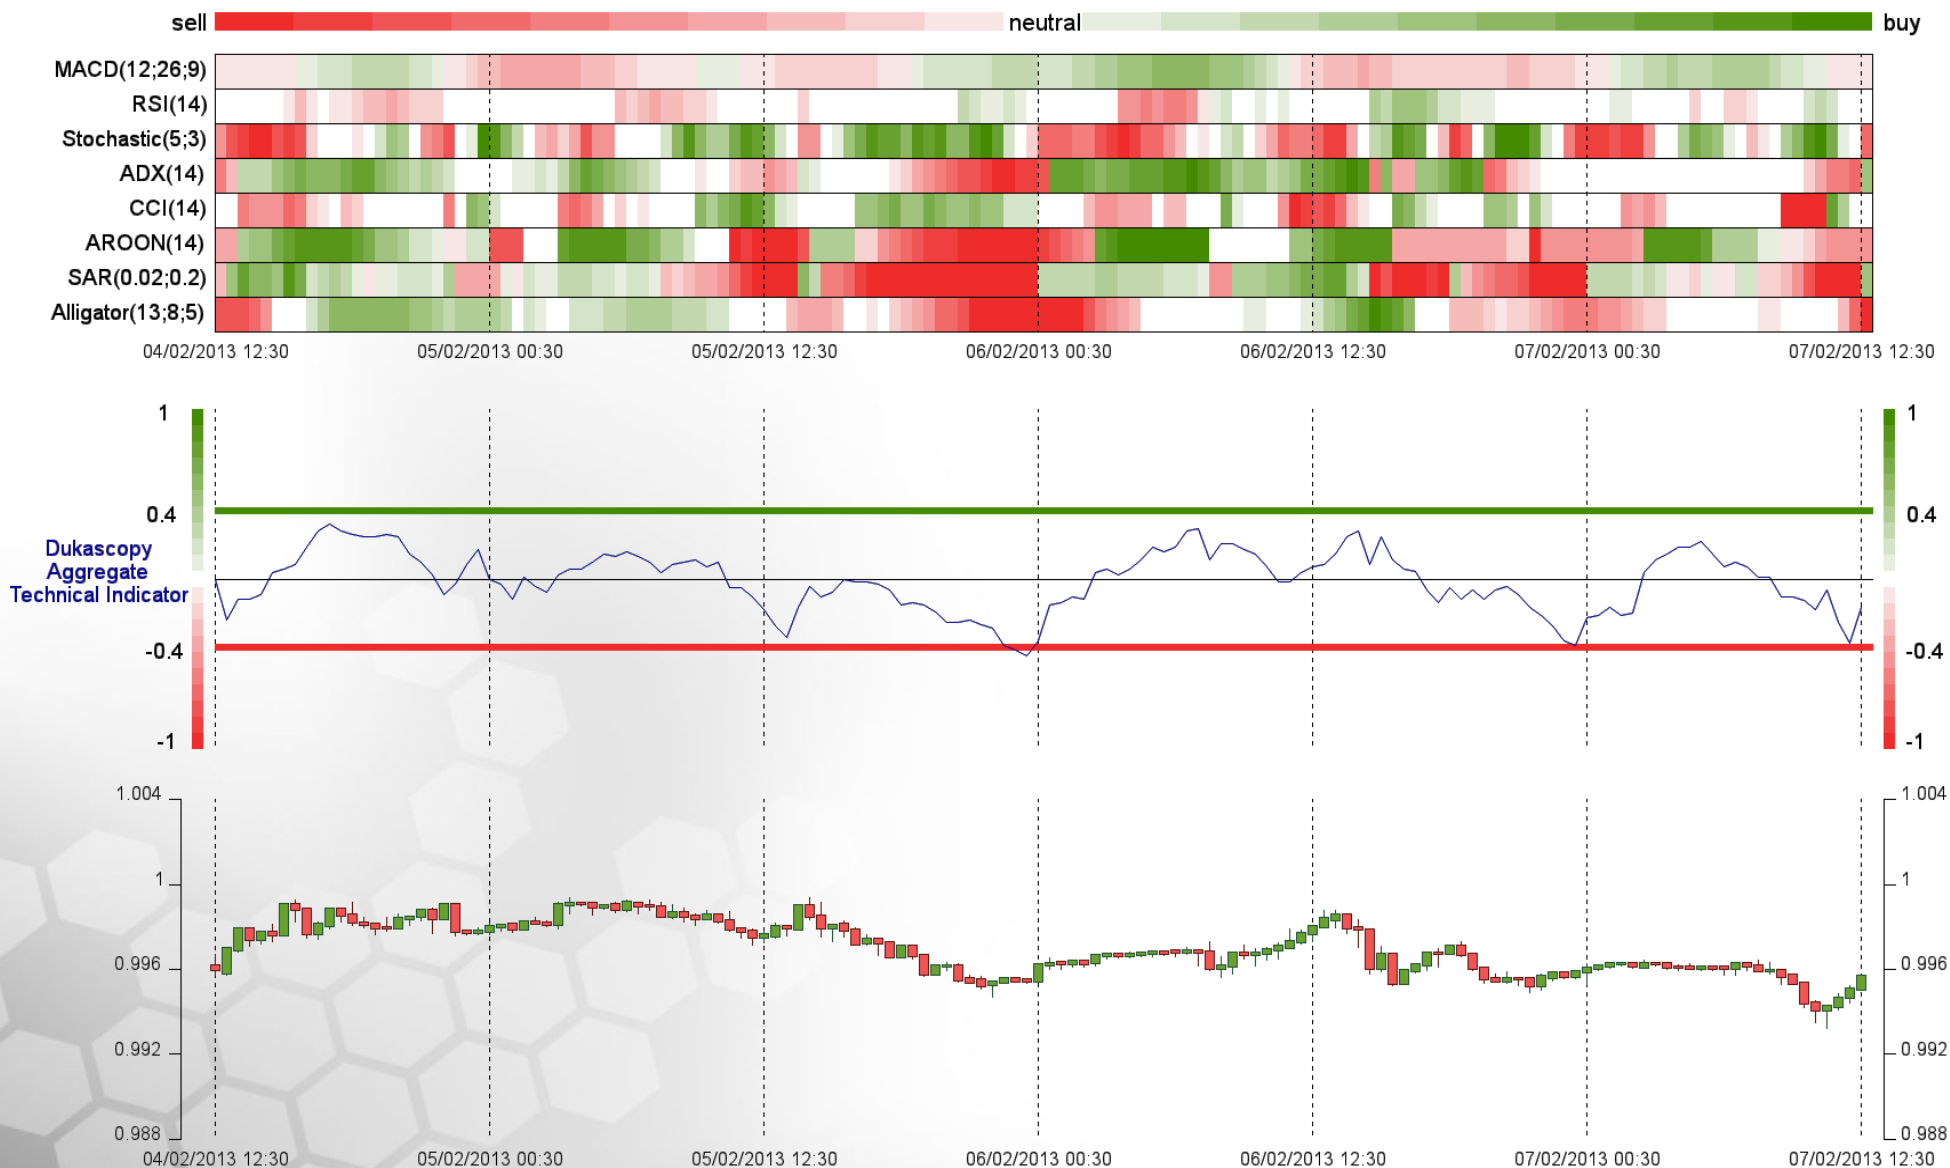 sell neutral buy
MACD(12;26;9)
RSI(14)
Stochastic(5;3)
ADX(14)
CCI(14)
AROON(14)
SAR(0.02;0.2)
Alligator(13;8;5)
04/02/2013 12:30 05/02/2013 00:30 05/02/2013 12:30 06/02/2013 00:30 06/02/2013 12:30 07/02/2013 00:30 07/02/2013 12:30
1 1
0.4 0.4
Dukascopy
Aggregate
Technical Indicator
-0.4 -0.4
-1 -1
1.004 1.004
1 1
0.996 0.996
0.992 0.992
0.988 0.988
04/02/2013 12:30 05/02/2013 00:30 05/02/2013 12:30 06/02/2013 00:30 06/02/2013 12:30 07/02/2013 00:30 07/02/2013 12:30